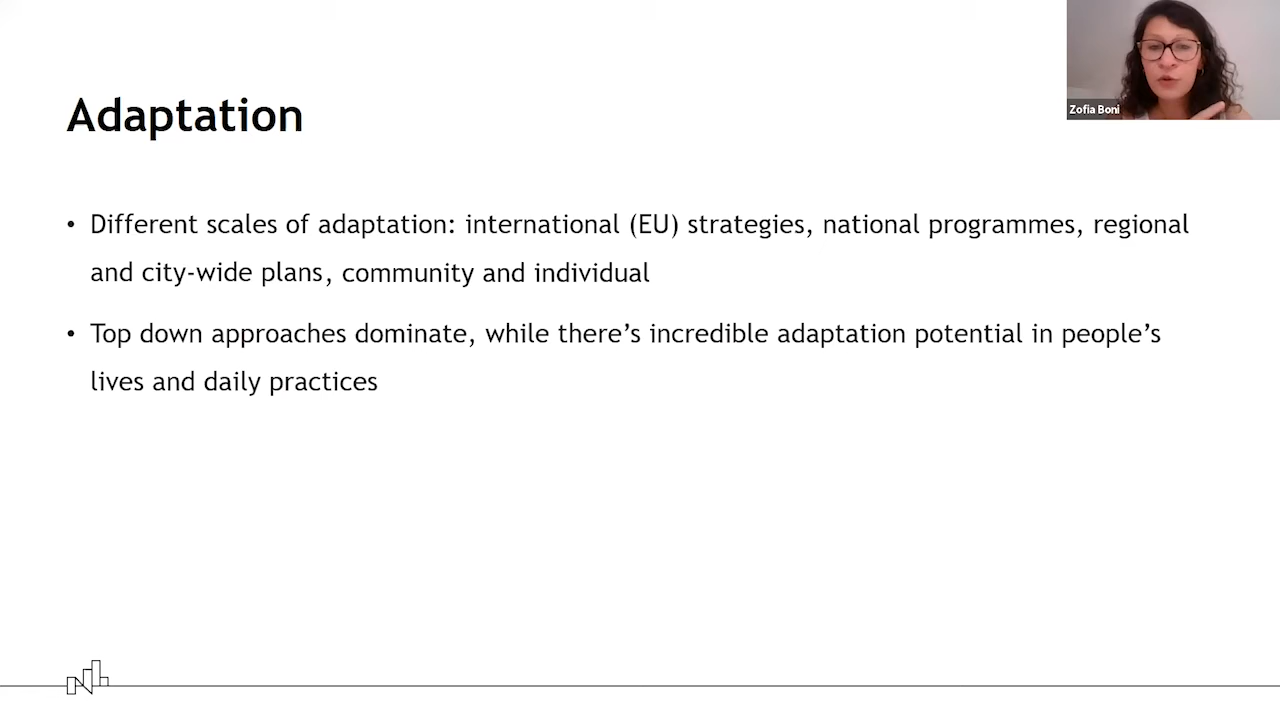 Zofia Boni
Adaptation
• Different scales of adaptation: international (EU) strategies, national programmes, regional
and city-wide plans, community and individual
• Top down approaches dominate, while there’s incredible adaptation potential in people’s
lives and daily practices